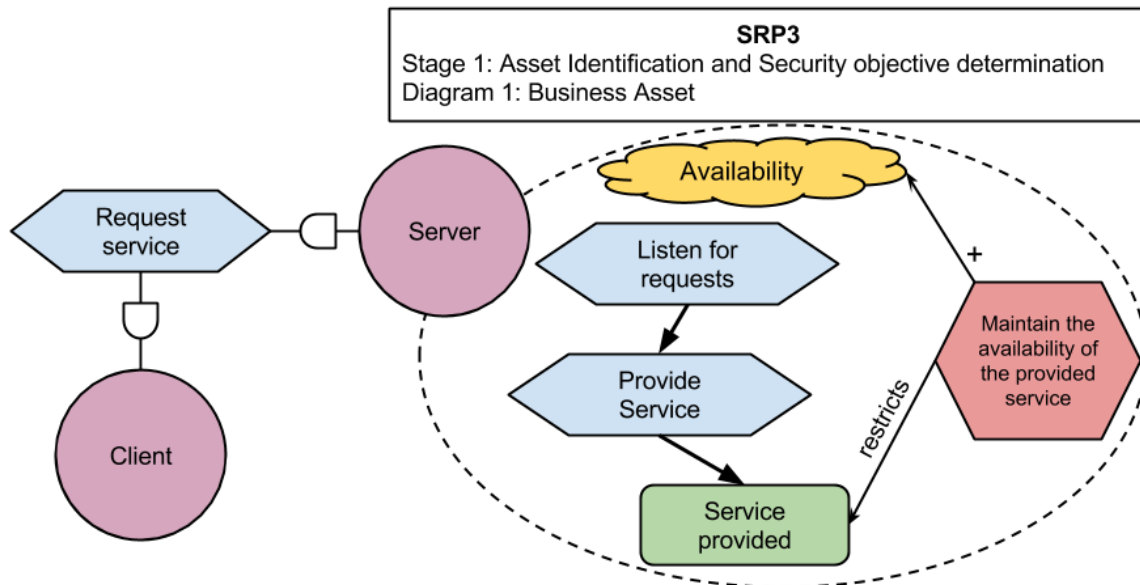 SRP3
Stage 1: Asset Identification and Security objective determination
Diagram 1: Business Asset
Availability
Request
service
Server
Listen for
requests
+
Maintain the
availability of
the provided
service
Provide
Service
restricts
Client
Service
provided